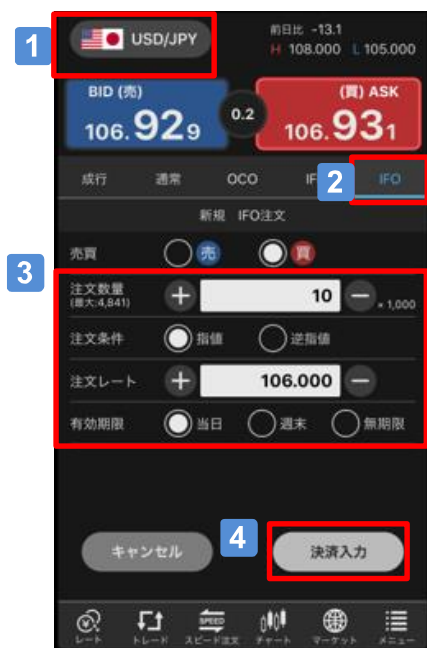 1
USD/JPY
前日比 -13.1
H 108.000 L 105.000
BID (売)
(買) ASK
106.929
0.2
106.931
成行
通常
OCO
IF
2
IFO
新規 IFO注文
売買
売
買
3
注文数量
(最大:4,841)
+
10
−
× 1,000
注文条件
指値
逆指値
注文レート
+
106.000
−
有効期限
当日
週末
無期限
キャンセル
4
決済入力
SPEED
レート
トレード
スピード注文
チャート
マーケット
メニュー